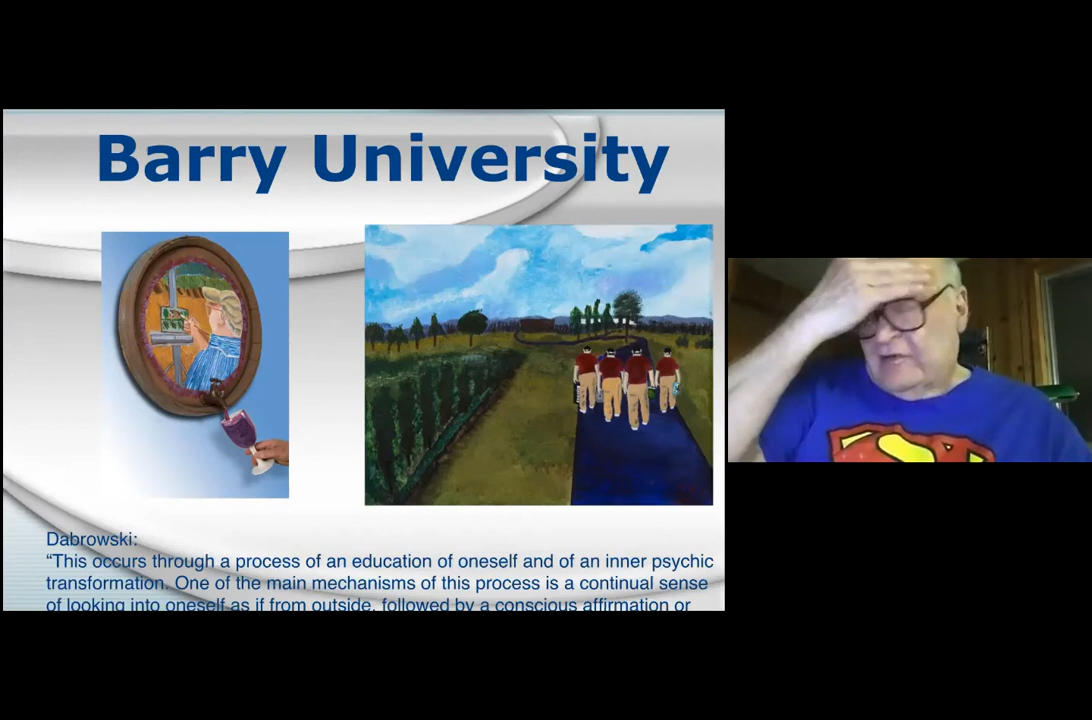 Barry University
Dabrowski:
“This occurs through a process of an education of oneself and of an inner psychic
transformation. One of the main mechanisms of this process is a continual sense
of looking into oneself as if from outside, followed by a conscious affirmation or